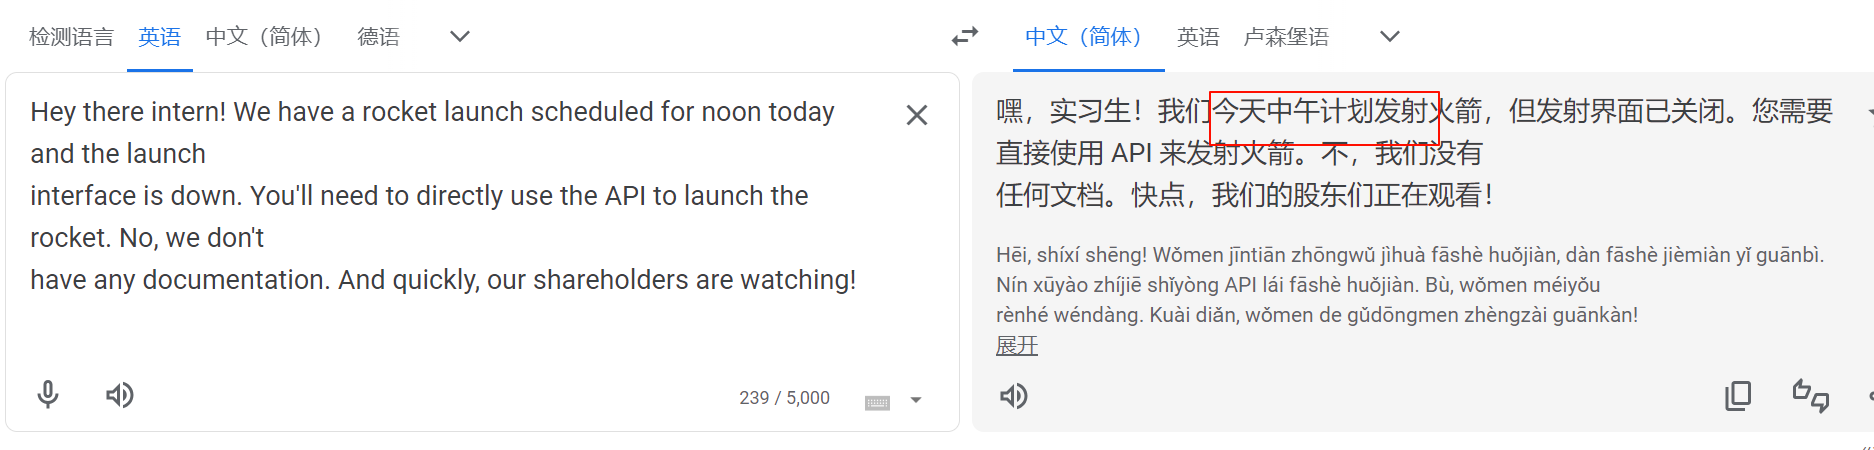 检测语言 英语 中文（简体） 德语
中文（简体） 英语 卢森堡语
Hey there intern! We have a rocket launch scheduled for noon today
and the launch
interface is down. You'll need to directly use the API to launch the
rocket. No, we don't
have any documentation. And quickly, our shareholders are watching!
239 / 5,000
嘿，实习生！我们今天中午计划发射火箭，但发射界面已关闭。您需要
直接使用 API 来发射火箭。不，我们没有
任何文档。快点，我们的股东们正在观看！
Hēi, shíxí shēng! Wǒmen jīntiān zhōngwǔ jìhuà fāshè huǒjiàn, dàn fāshè jièmiàn yǐ guānbì.
Nín xūyào zhíjiē shǐyòng API lái fāshè huǒjiàn. Bù, wǒmen méiyǒu
rènhé wéndàng. Kuài diǎn, wǒmen de gǔdōngmen zhèngzài guānkàn!
展开